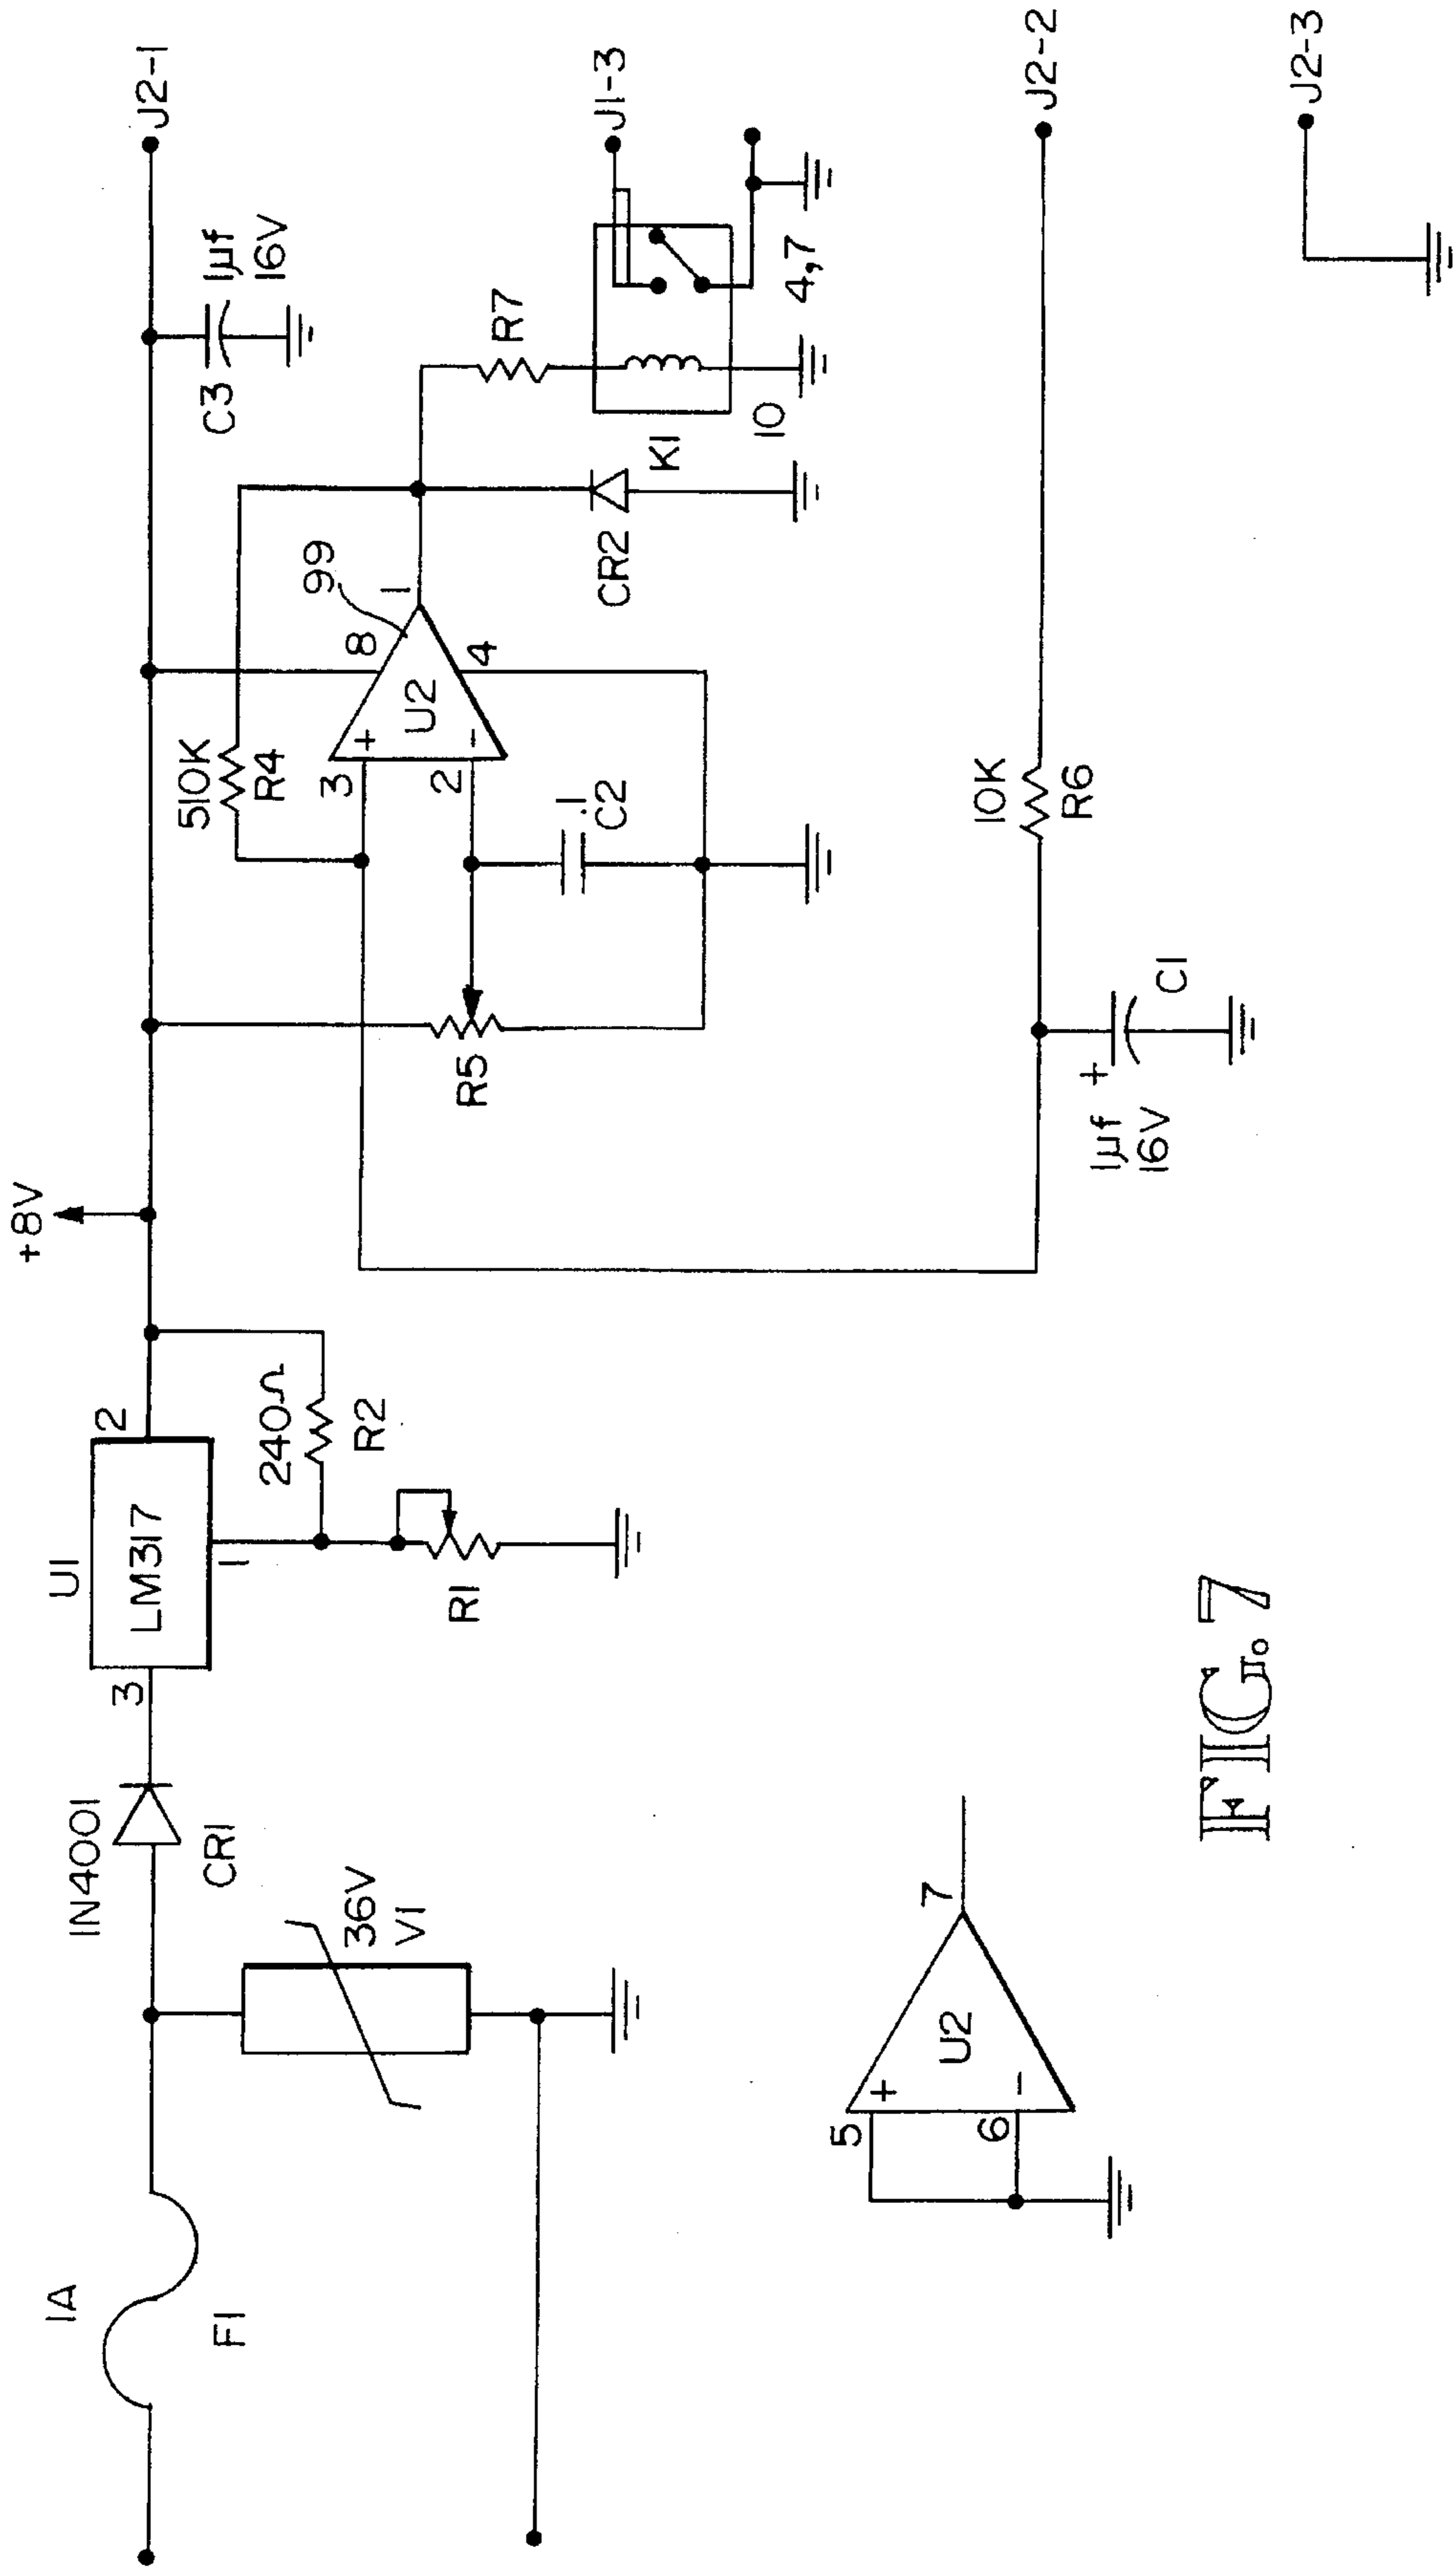 +8V
1A
F1
1N4001
CR1
36V
V1
U1
LM317
3
2
1
240Ω
R2
R1
R5
510K
R4
3
2
+
−
U2
8
4
1
99
.1
C2
C3
1μf
16V
J2-1
R7
J1-3
CR2
K1
10
4,7
10K
R6
J2-2
+
1μf
16V
C1
J2-3
5
6
+
−
U2
7
FIG. 7